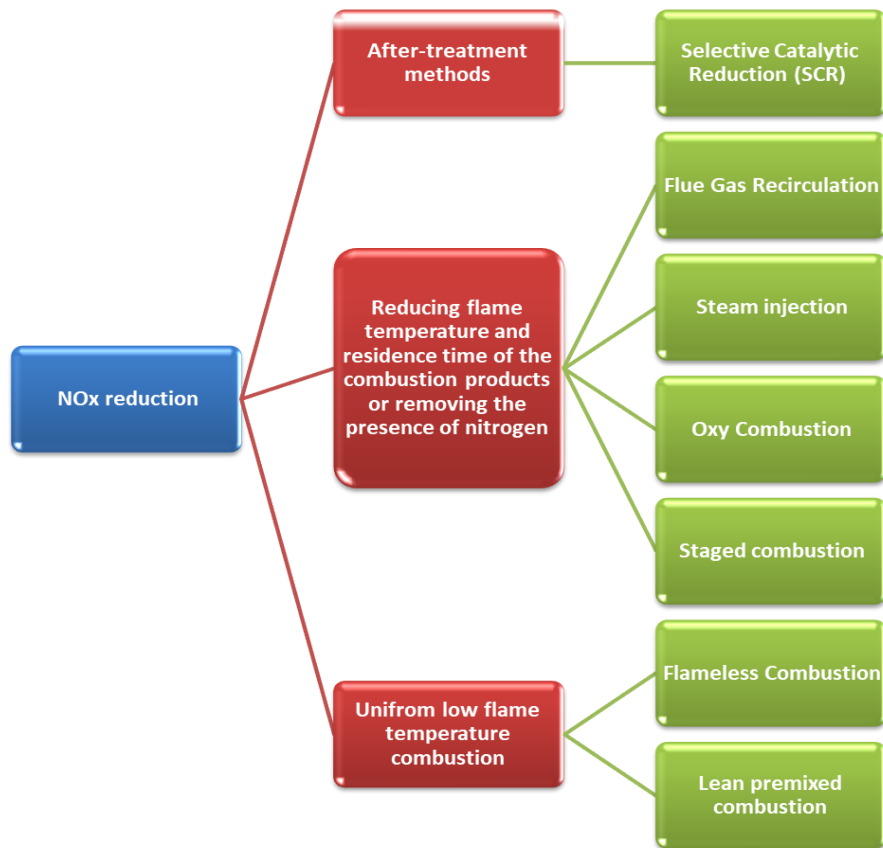 After-treatment
methods
Selective Catalytic
Reduction (SCR)
Flue Gas Recirculation
Reducing flame
temperature and
residence time of the
combustion products
or removing the
presence of nitrogen
Steam injection
NOx reduction
Oxy Combustion
Staged combustion
Unifrom low flame
temperature
combustion
Flameless Combustion
Lean premixed
combustion